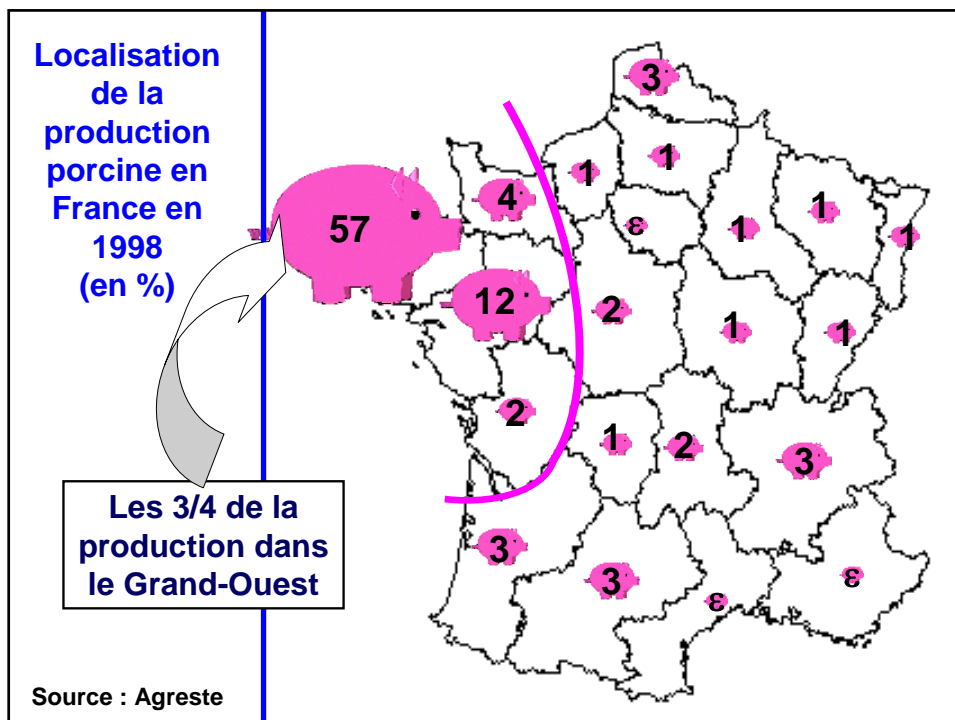 Localisation
de la
production
porcine en
France en
1998
(en %)
3
1
1
4
1
ε
1
1
57
12
2
1
1
2
1
2
3
3
3
ε
ε
Les 3/4 de la
production dans
le Grand-Ouest
Source : Agreste